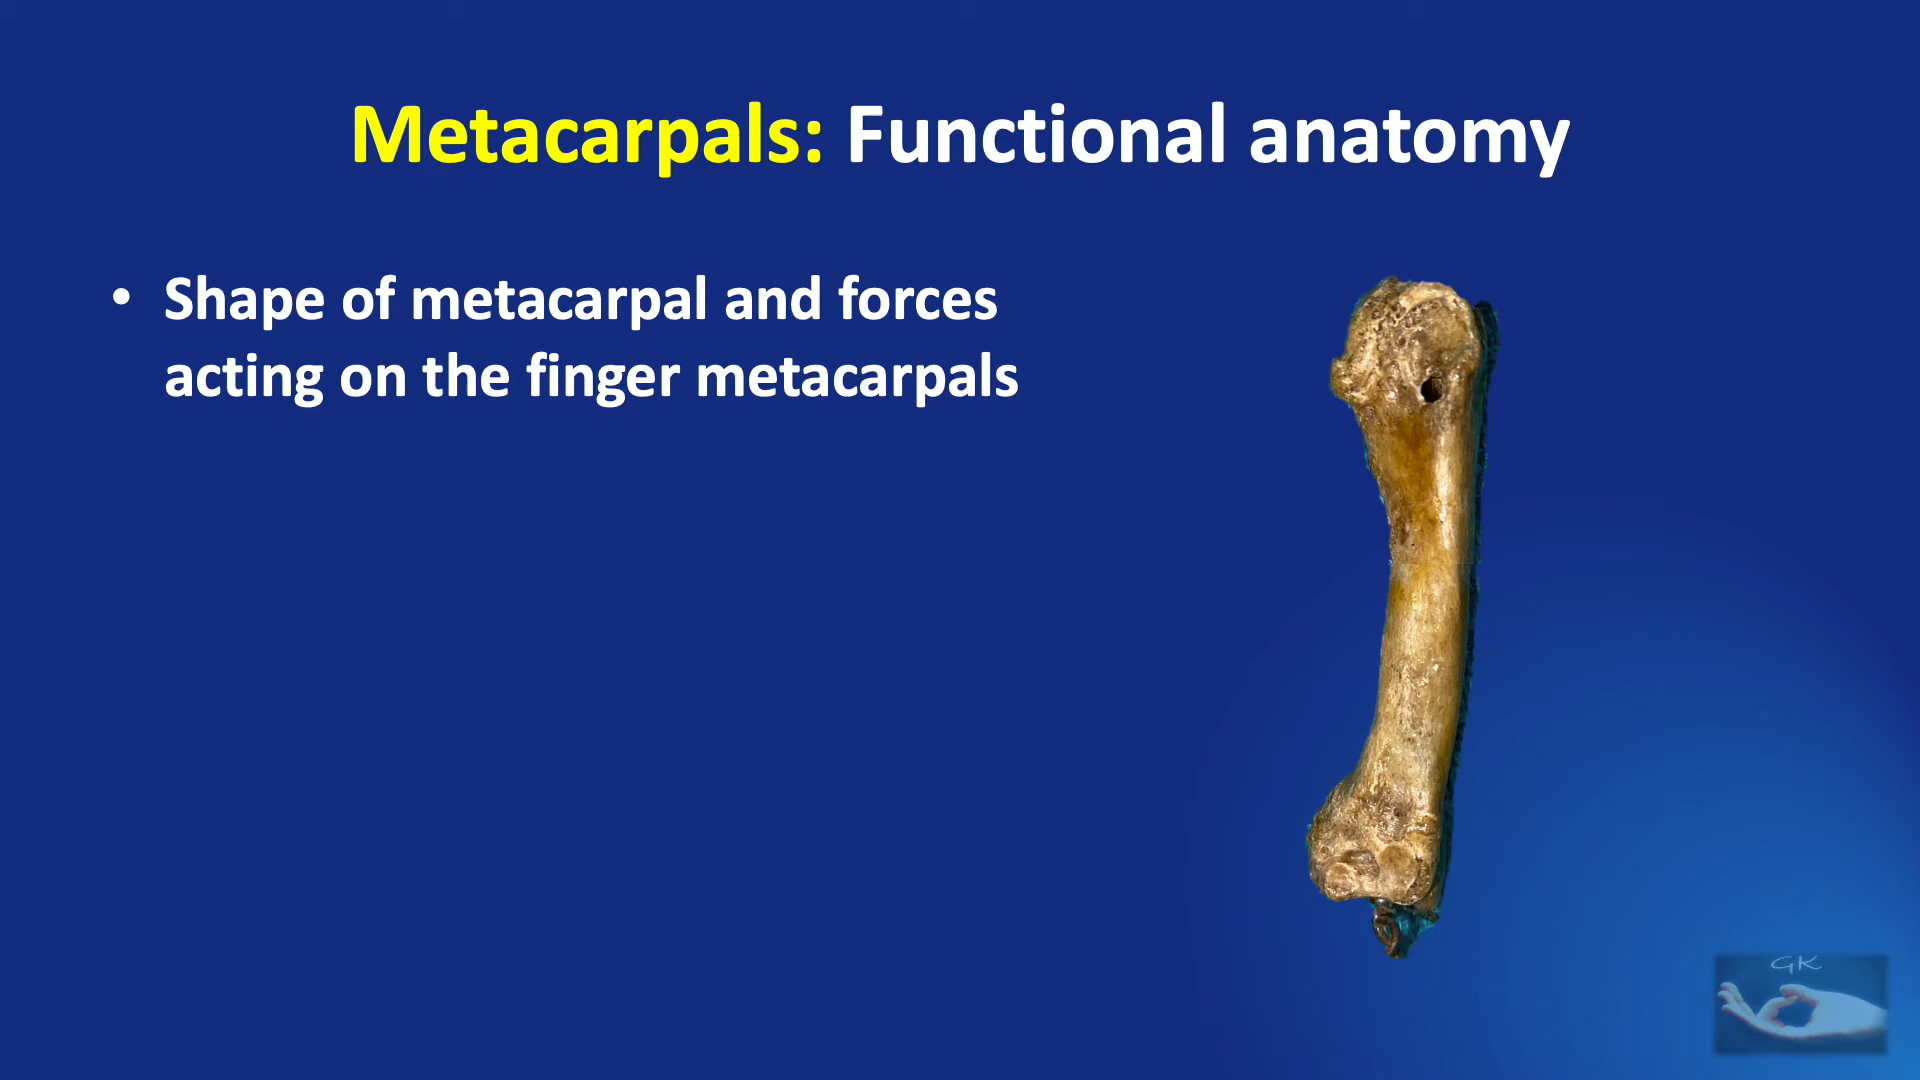 Metacarpals: Functional anatomy
• Shape of metacarpal and forces
acting on the finger metacarpals
GK